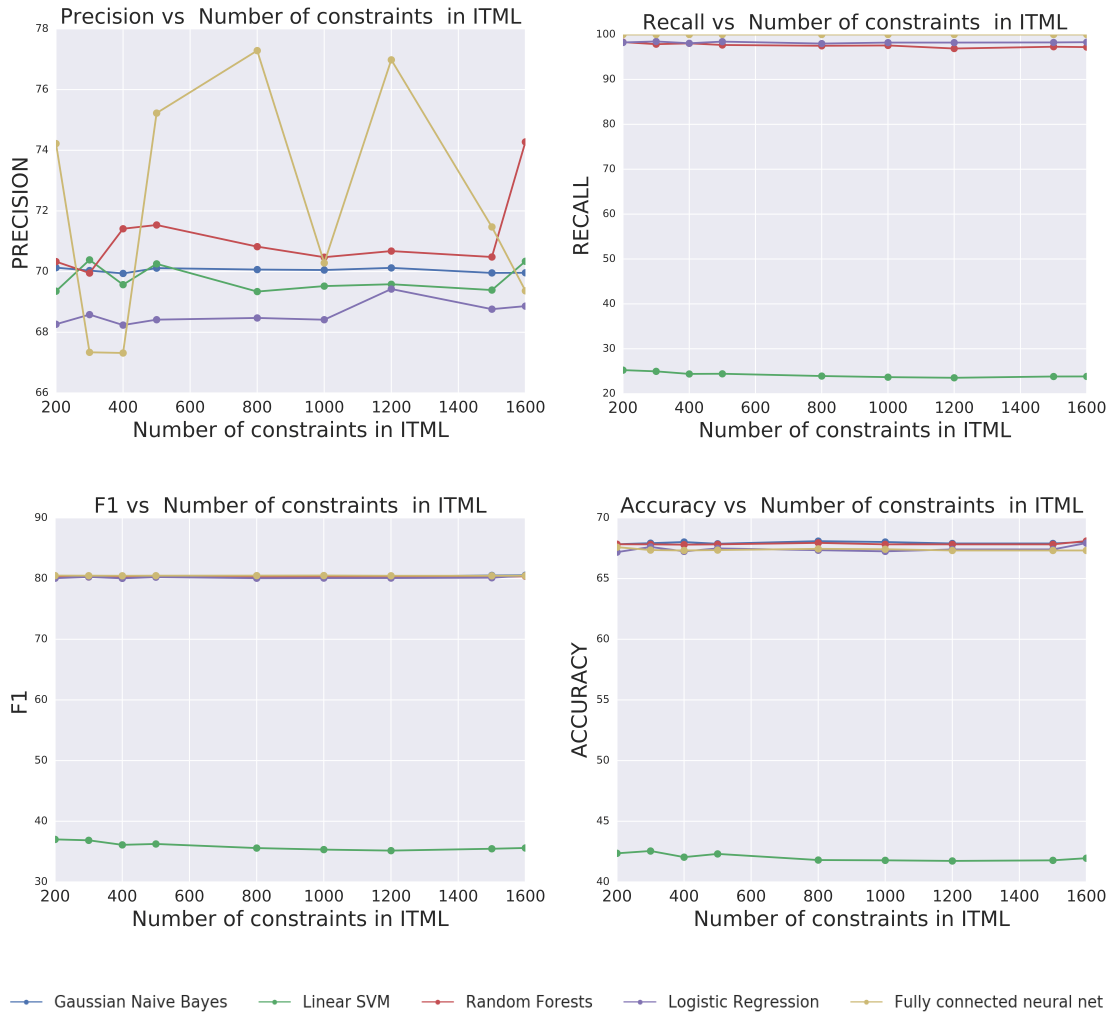 Precision vs  Number of constraints  in ITML
78
76
74
72
70
68
66
PRECISION
200 400 600 800 1000 1200 1400 1600
Number of constraints in ITML
Recall vs  Number of constraints  in ITML
100
90
80
70
60
50
40
30
20
RECALL
200 400 600 800 1000 1200 1400 1600
Number of constraints in ITML
F1 vs  Number of constraints  in ITML
90
80
70
60
50
40
30
F1
200 400 600 800 1000 1200 1400 1600
Number of constraints in ITML
Accuracy vs  Number of constraints  in ITML
70
65
60
55
50
45
40
ACCURACY
200 400 600 800 1000 1200 1400 1600
Number of constraints in ITML
Gaussian Naive Bayes Linear SVM Random Forests Logistic Regression Fully connected neural net